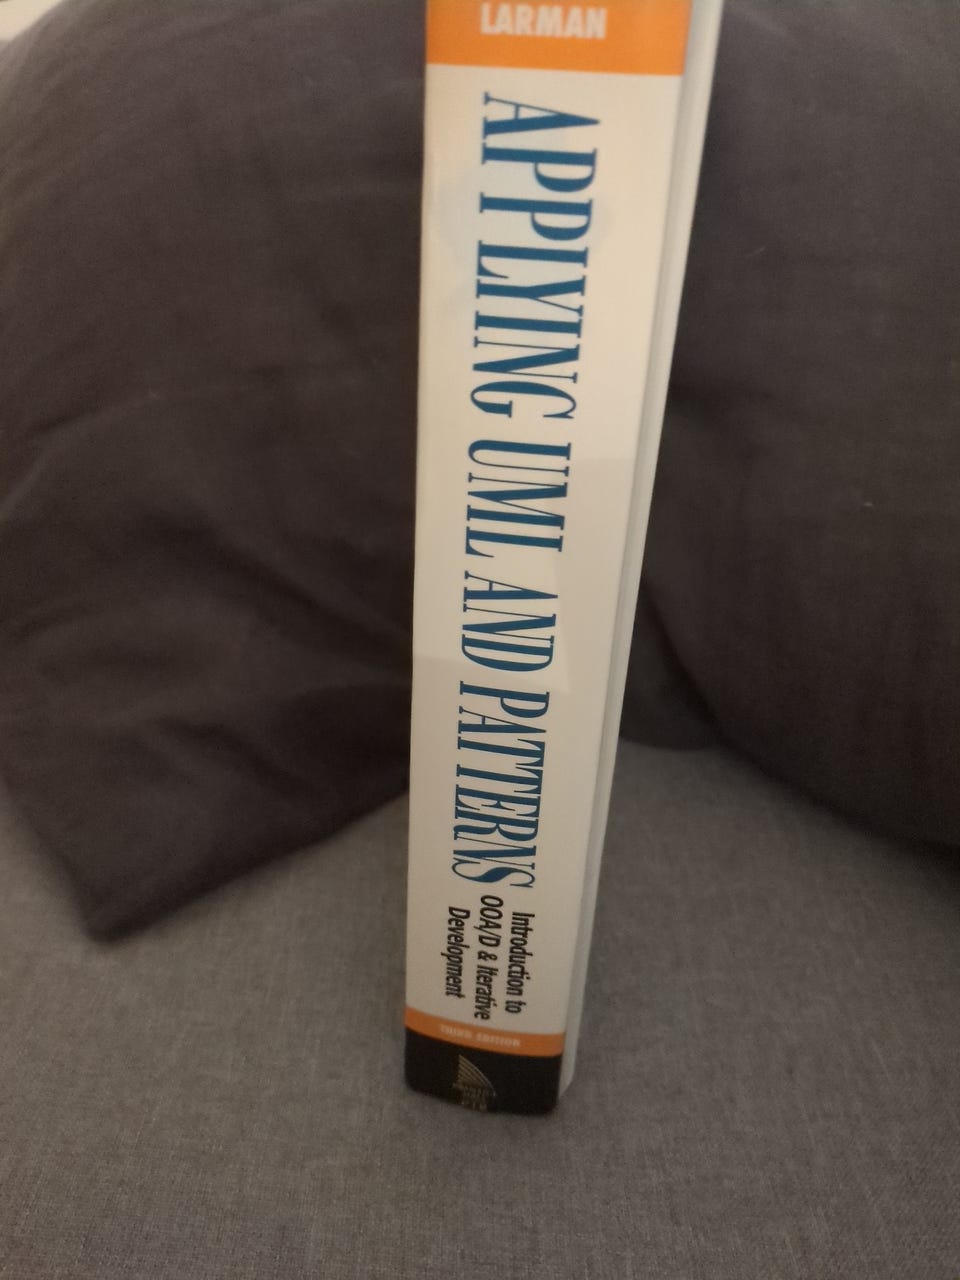 LARMAN
APPLYING UML AND PATTERNS
Introduction to
OOA/D & Iterative
Development
THIRD EDITION